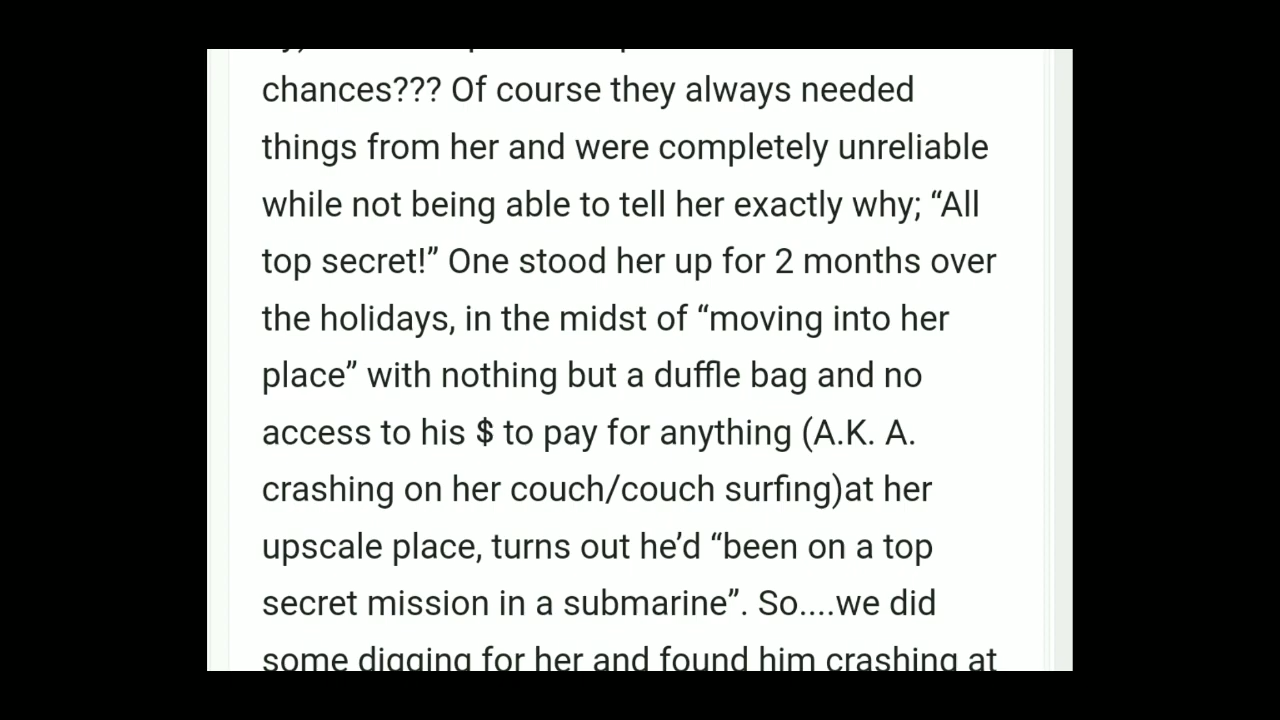 chances??? Of course they always needed
things from her and were completely unreliable
while not being able to tell her exactly why; “All
top secret!” One stood her up for 2 months over
the holidays, in the midst of “moving into her
place” with nothing but a duffle bag and no
access to his $ to pay for anything (A.K. A.
crashing on her couch/couch surfing)at her
upscale place, turns out he’d “been on a top
secret mission in a submarine”. So....we did
some digging for her and found him crashing at